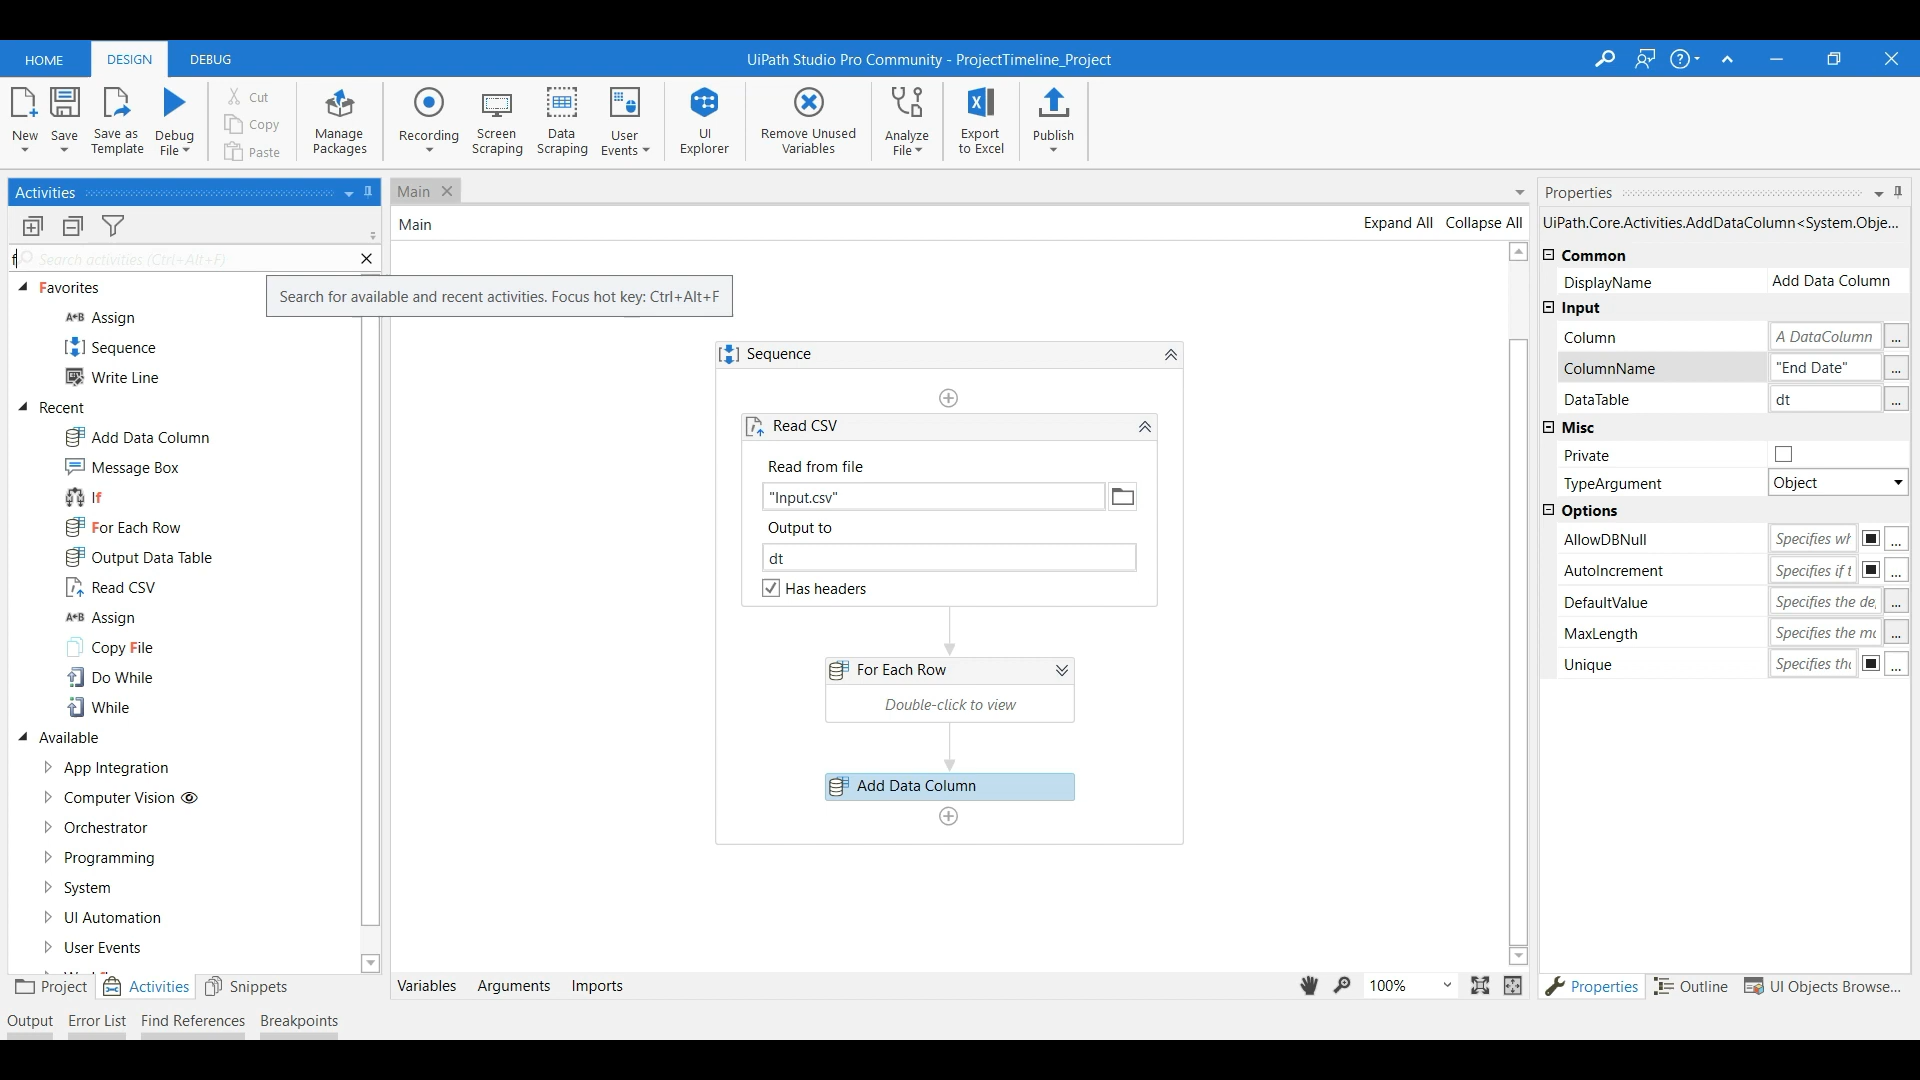 HOME DESIGN DEBUG
UiPath Studio Pro Community - ProjectTimeline_Project
New
Save
Save as
Template
Debug
File
Cut
Copy
Paste
Manage
Packages
Recording
Screen
Scraping
Data
Scraping
User
Events
UI
Explorer
Remove Unused
Variables
Analyze
File
Export
to Excel
Publish
Activities
f
Search activities (Ctrl+Alt+F)
Search for available and recent activities. Focus hot key: Ctrl+Alt+F
Favorites
Assign
Sequence
Write Line
Recent
Add Data Column
Message Box
If
For Each Row
Output Data Table
Read CSV
Assign
Copy File
Do While
While
Available
App Integration
Computer Vision
Orchestrator
Programming
System
UI Automation
User Events
Project Activities Snippets
Main
Main
Expand All Collapse All
Sequence
Read CSV
Read from file
"Input.csv"
Output to
dt
Has headers
For Each Row
Double-click to view
Add Data Column
Variables Arguments Imports
100%
Properties
UiPath.Core.Activities.AddDataColumn<System.Obje...
Common
DisplayName Add Data Column
Input
Column A DataColumn ...
ColumnName "End Date" ...
DataTable dt ...
Misc
Private
TypeArgument Object
Options
AllowDBNull Specifies wh ...
AutoIncrement Specifies if t ...
DefaultValue Specifies the de ...
MaxLength Specifies the ma ...
Unique Specifies tha ...
Properties Outline UI Objects Browse...
Output Error List Find References Breakpoints